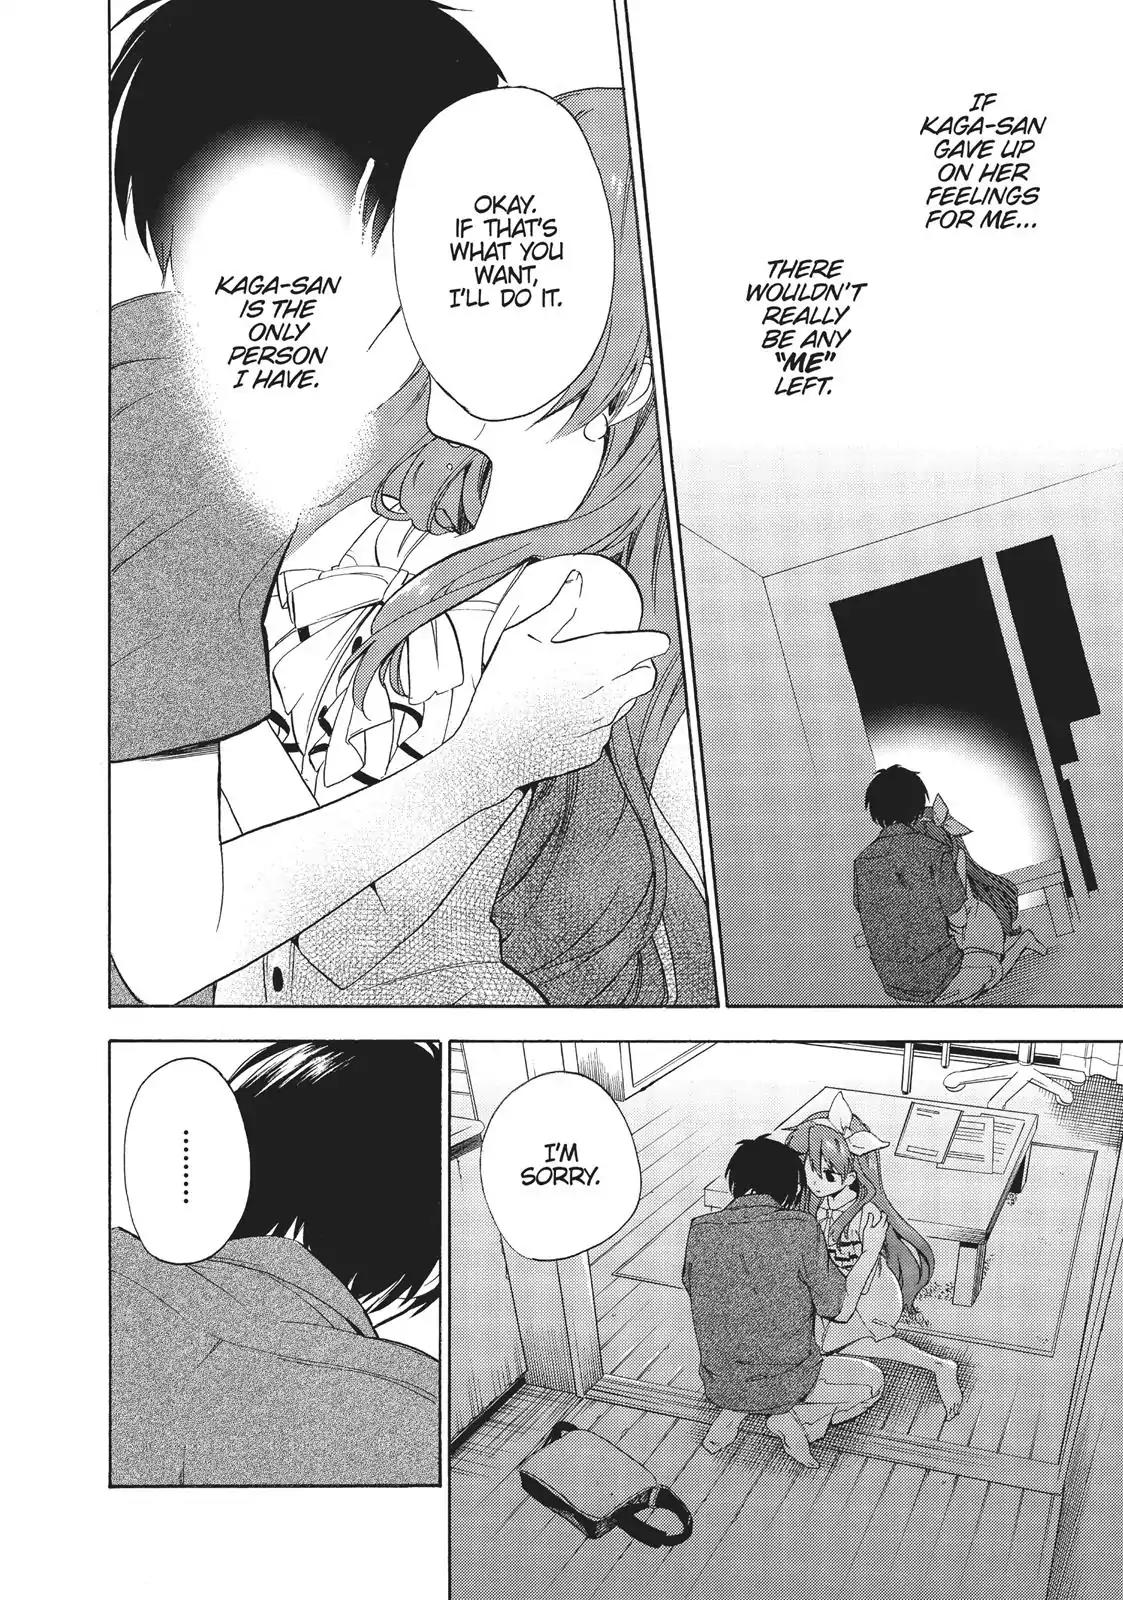 IF
KAGA-SAN
GAVE UP
ON HER
FEELINGS
FOR ME...
THERE
WOULDN'T
REALLY
BE ANY
"ME"
LEFT.
OKAY.
IF THAT'S
WHAT YOU
WANT,
I'LL DO IT.
KAGA-SAN
IS THE
ONLY
PERSON
I HAVE.
I'M
SORRY.
.........